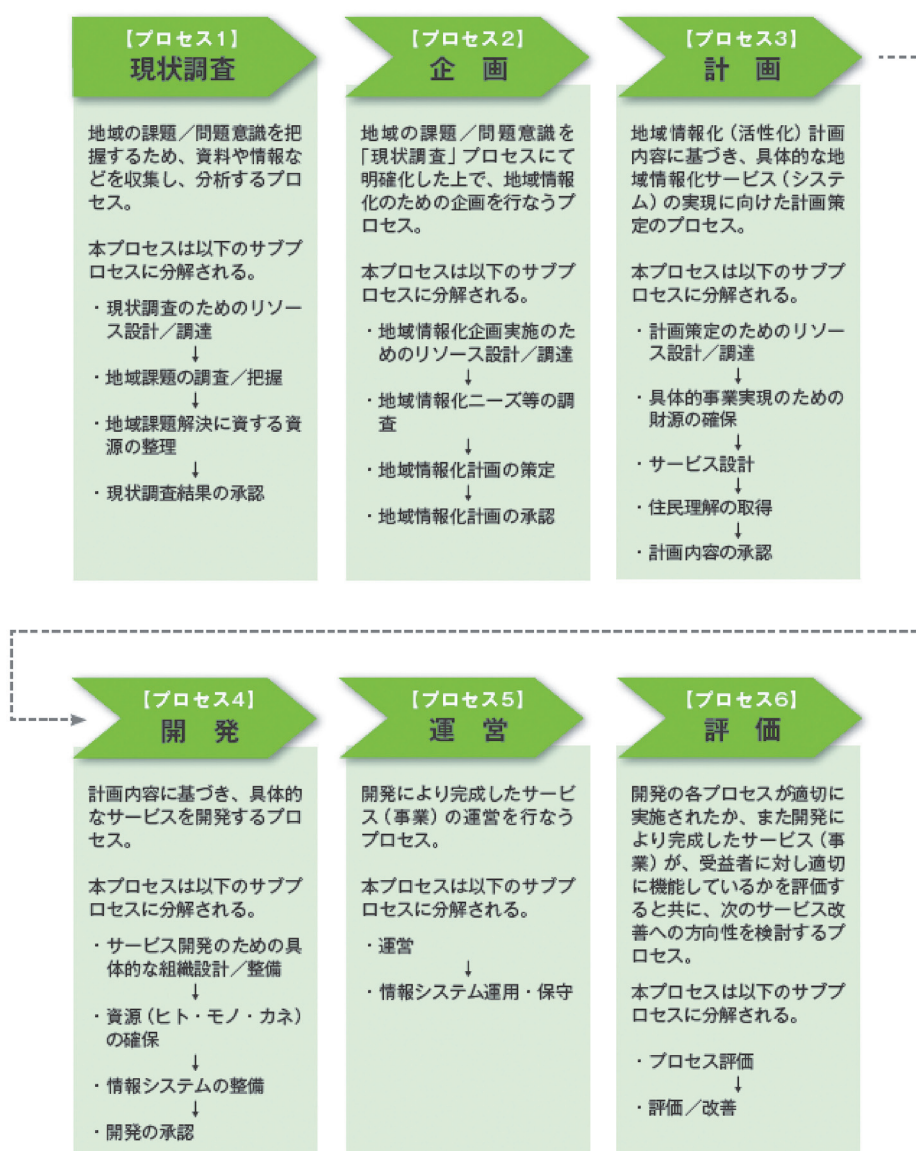 【プロセス1】
現状調査
地域の課題／問題意識を把
握するため、資料や情報な
どを収集し、分析するプロ
セス。
本プロセスは以下のサブプ
ロセスに分解される。
・現状調査のためのリソー
ス設計／調達
↓
・地域課題の調査／把握
↓
・地域課題解決に資する資
源の整理
↓
・現状調査結果の承認
【プロセス2】
企　画
地域の課題／問題意識を
「現状調査」プロセスにて
明確化した上で、地域情報
化のための企画を行なうプ
ロセス。
本プロセスは以下のサブプ
ロセスに分解される。
・地域情報化企画実施のた
めのリソース設計／調達
↓
・地域情報化ニーズ等の調
査
↓
・地域情報化計画の策定
↓
・地域情報化計画の承認
【プロセス3】
計　画
地域情報化（活性化）計画
内容に基づき、具体的な地
域情報化サービス（システ
ム）の実現に向けた計画策
定のプロセス。
本プロセスは以下のサブプ
ロセスに分解される。
・計画策定のためのリソー
ス設計／調達
↓
・具体的事業実現のための
財源の確保
↓
・サービス設計
↓
・住民理解の取得
↓
・計画内容の承認
【プロセス4】
開　発
計画内容に基づき、具体的
なサービスを開発するプロ
セス。
本プロセスは以下のサブプ
ロセスに分解される。
・サービス開発のための具
体的な組織設計／整備
↓
・資源（ヒト・モノ・カネ）
の確保
↓
・情報システムの整備
↓
・開発の承認
【プロセス5】
運　営
開発により完成したサービ
ス（事業）の運営を行なう
プロセス。
本プロセスは以下のサブプ
ロセスに分解される。
・運営
↓
・情報システム運用・保守
【プロセス6】
評　価
開発の各プロセスが適切に
実施されたか、また開発に
より完成したサービス（事
業）が、受益者に対し適切
に機能しているかを評価す
ると共に、次のサービス改
善への方向性を検討するプ
ロセス。
本プロセスは以下のサブプ
ロセスに分解される。
・プロセス評価
↓
・評価／改善